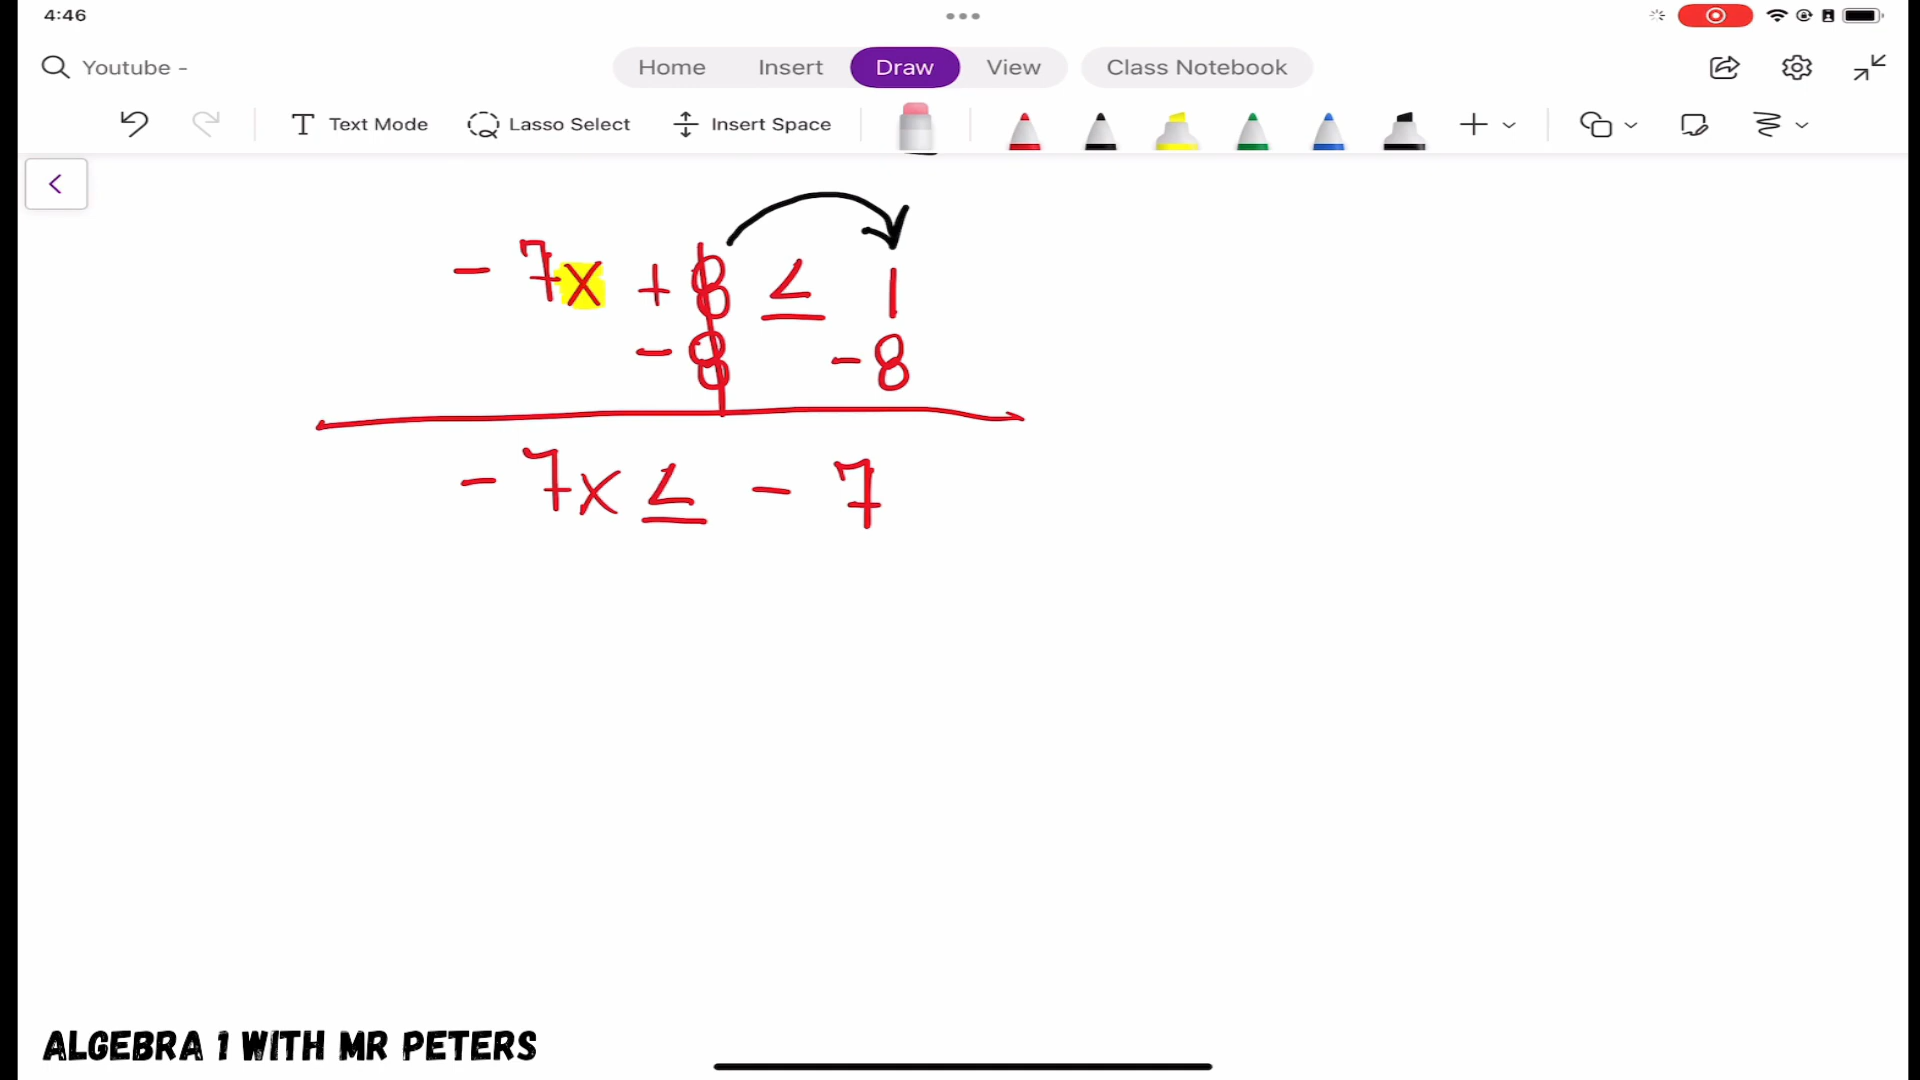 4:46
Youtube -
Home Insert Draw View Class Notebook
Text Mode Lasso Select Insert Space
- 7x + 8 ≤ 1
- 8 - 8
- 7x ≤ - 7
ALGEBRA 1 WITH MR PETERS